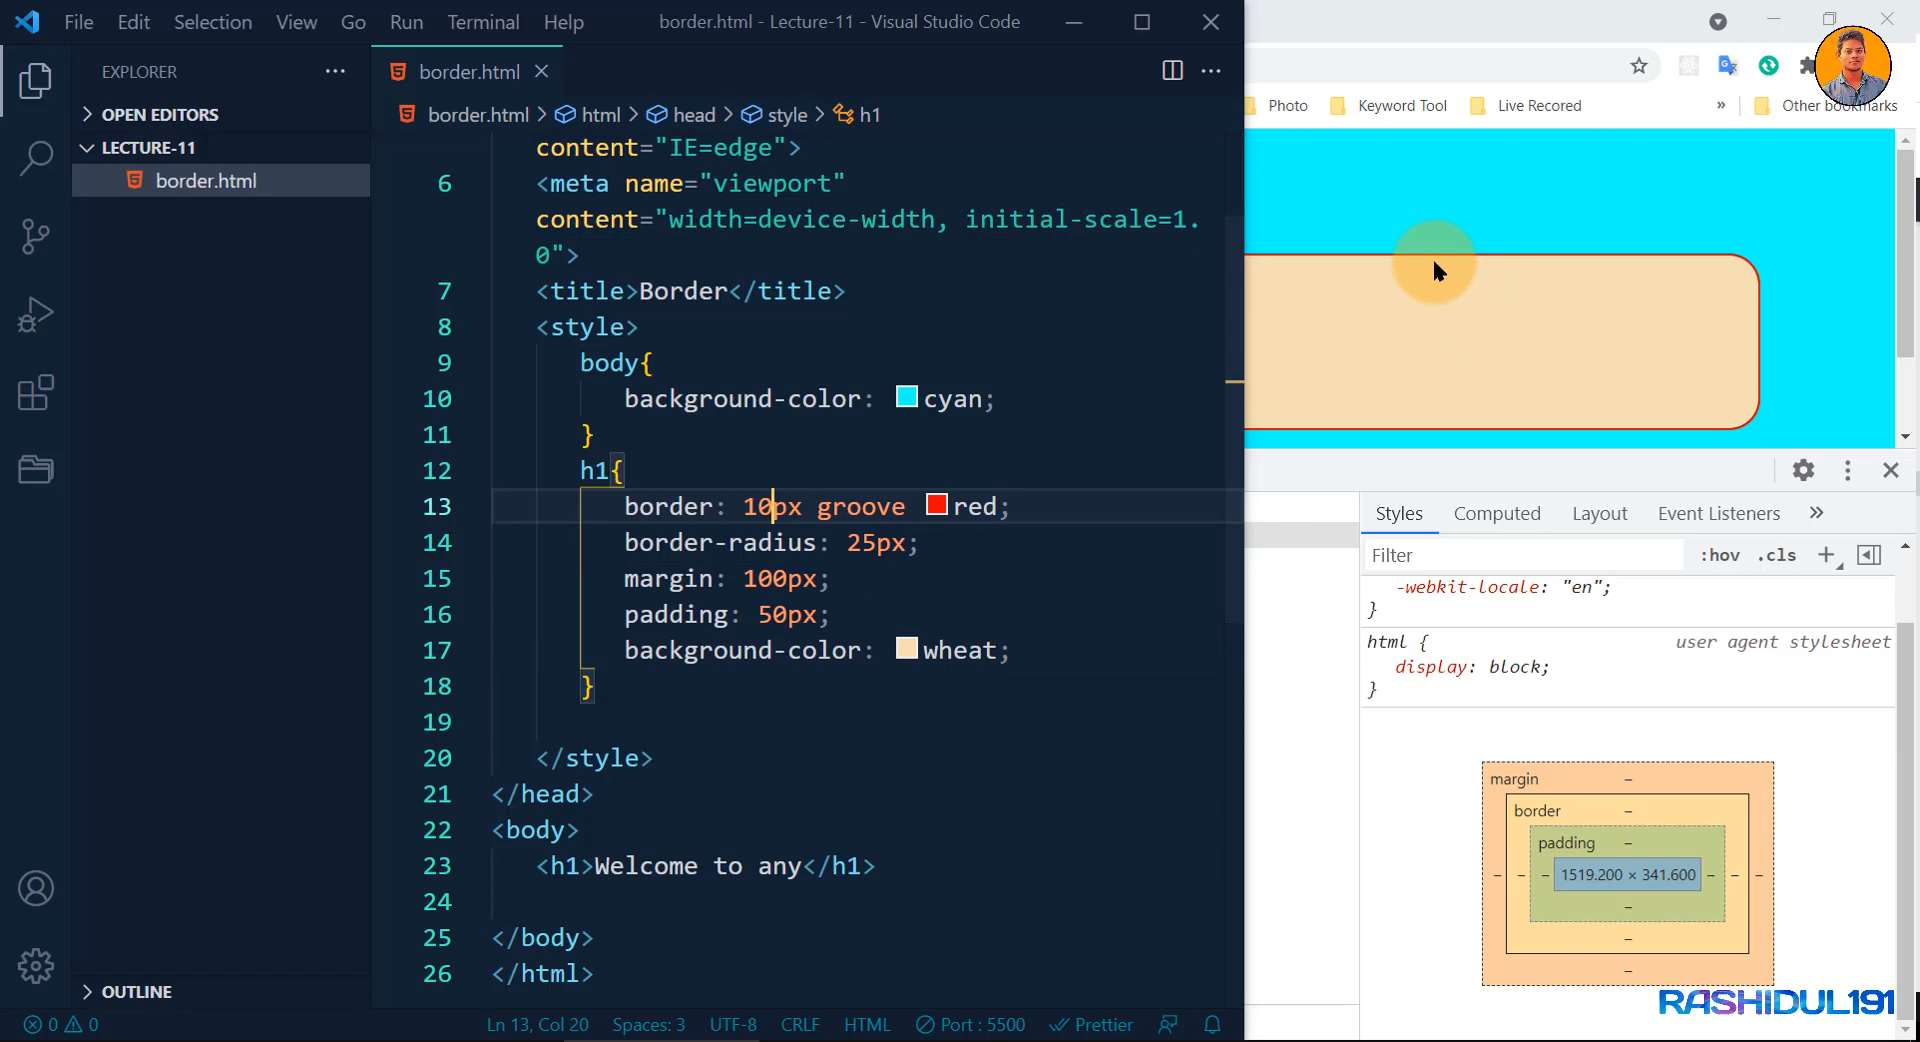 File Edit Selection View Go Run Terminal Help border.html - Lecture-11 - Visual Studio Code
EXPLORER
OPEN EDITORS
LECTURE-11
border.html
OUTLINE
border.html
border.html > html > head > style > h1
content="IE=edge">
6 <meta name="viewport"
content="width=device-width, initial-scale=1.
0">
7 <title>Border</title>
8 <style>
9 body{
10 background-color: cyan;
11 }
12 h1{
13 border: 10px groove red;
14 border-radius: 25px;
15 margin: 100px;
16 padding: 50px;
17 background-color: wheat;
18 }
19
20 </style>
21 </head>
22 <body>
23 <h1>Welcome to any</h1>
24
25 </body>
26 </html>
0 0 Ln 13, Col 20 Spaces: 3 UTF-8 CRLF HTML Port : 5500 Prettier
Photo Keyword Tool Live Recored » Other bookmarks
Styles Computed Layout Event Listeners »
Filter :hov .cls +
-webkit-locale: "en";
}
html { user agent stylesheet
display: block;
}
margin –
border –
padding –
– – – 1519.200 × 341.600 – – –
–
–
–
RASHIDUL191